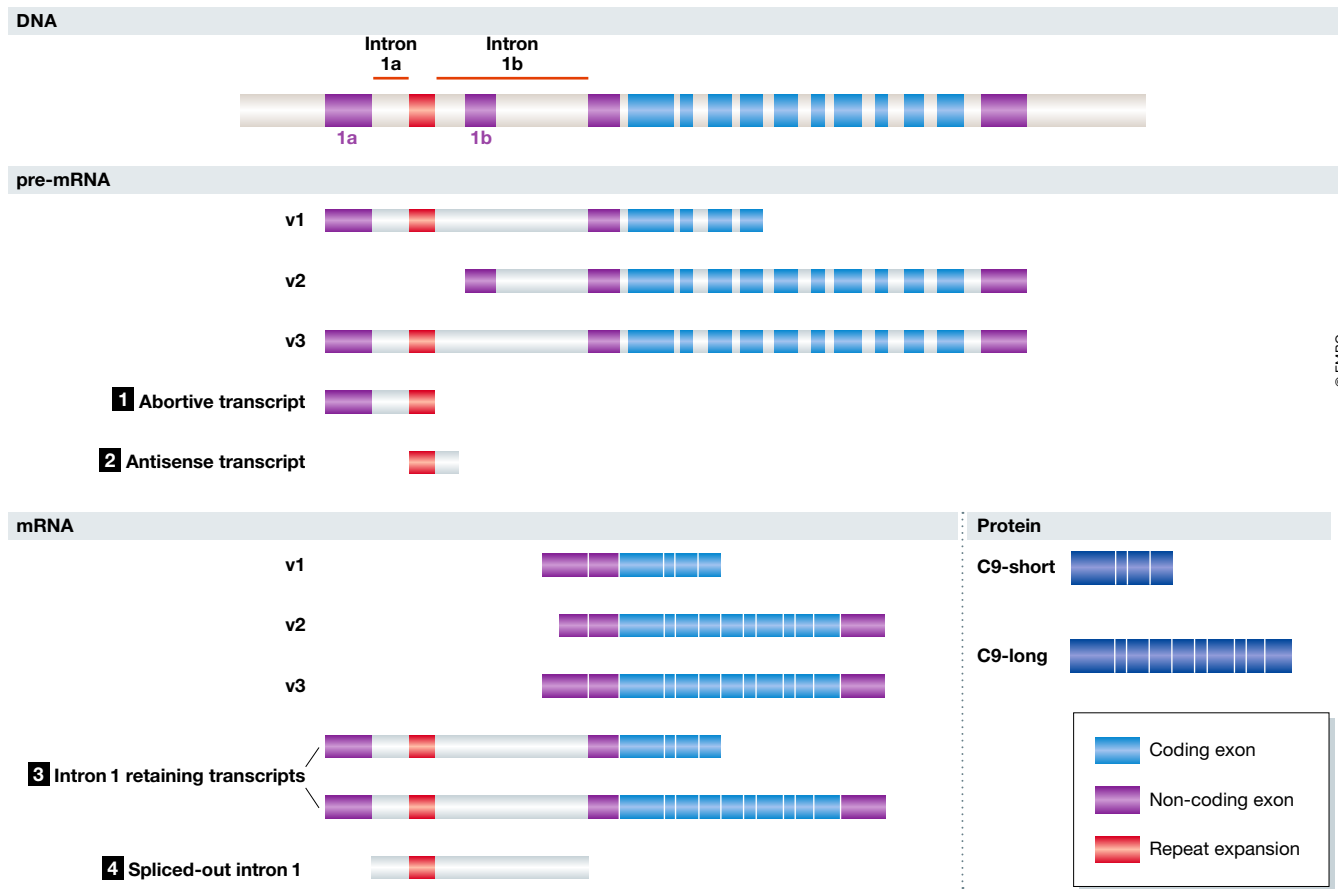 DNA
Intron
1a
Intron
1b
1a
1b
pre-mRNA
v1
v2
v3
1 Abortive transcript
2 Antisense transcript
mRNA
v1
v2
v3
3 Intron 1 retaining transcripts
4 Spliced-out intron 1
Protein
C9-short
C9-long
Coding exon
Non-coding exon
Repeat expansion